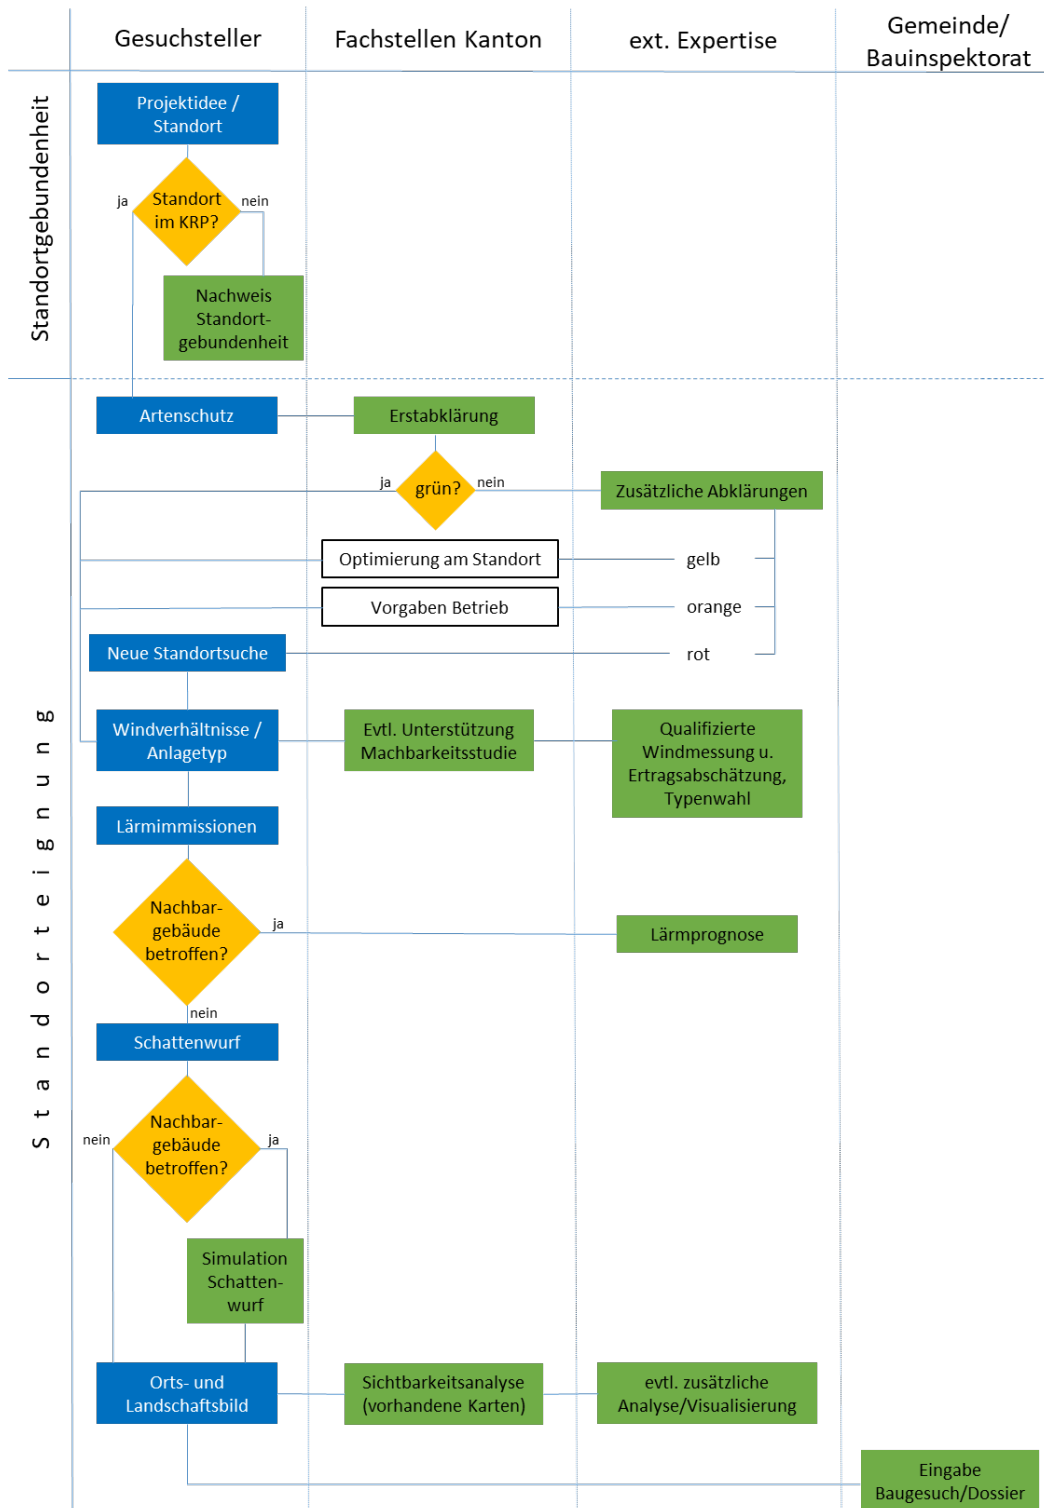 Gesuchsteller
Fachstellen Kanton
ext. Expertise
Gemeinde/
Bauinspektorat
Standortgebundenheit
Projektidee /
Standort
Standort
im KRP?
ja
nein
Nachweis
Standort-
gebundenheit
Standorteignung
Artenschutz
Erstabklärung
grün?
ja
nein
Zusätzliche Abklärungen
Optimierung am Standort
gelb
Vorgaben Betrieb
orange
Neue Standortsuche
rot
Windverhältnisse /
Anlagetyp
Evtl. Unterstützung
Machbarkeitsstudie
Qualifizierte
Windmessung u.
Ertragsabschätzung,
Typenwahl
Lärmimmissionen
Nachbar-
gebäude
betroffen?
ja
Lärmprognose
nein
Schattenwurf
Nachbar-
gebäude
betroffen?
nein
ja
Simulation
Schatten-
wurf
Orts- und
Landschaftsbild
Sichtbarkeitsanalyse
(vorhandene Karten)
evtl. zusätzliche
Analyse/Visualisierung
Eingabe
Baugesuch/Dossier